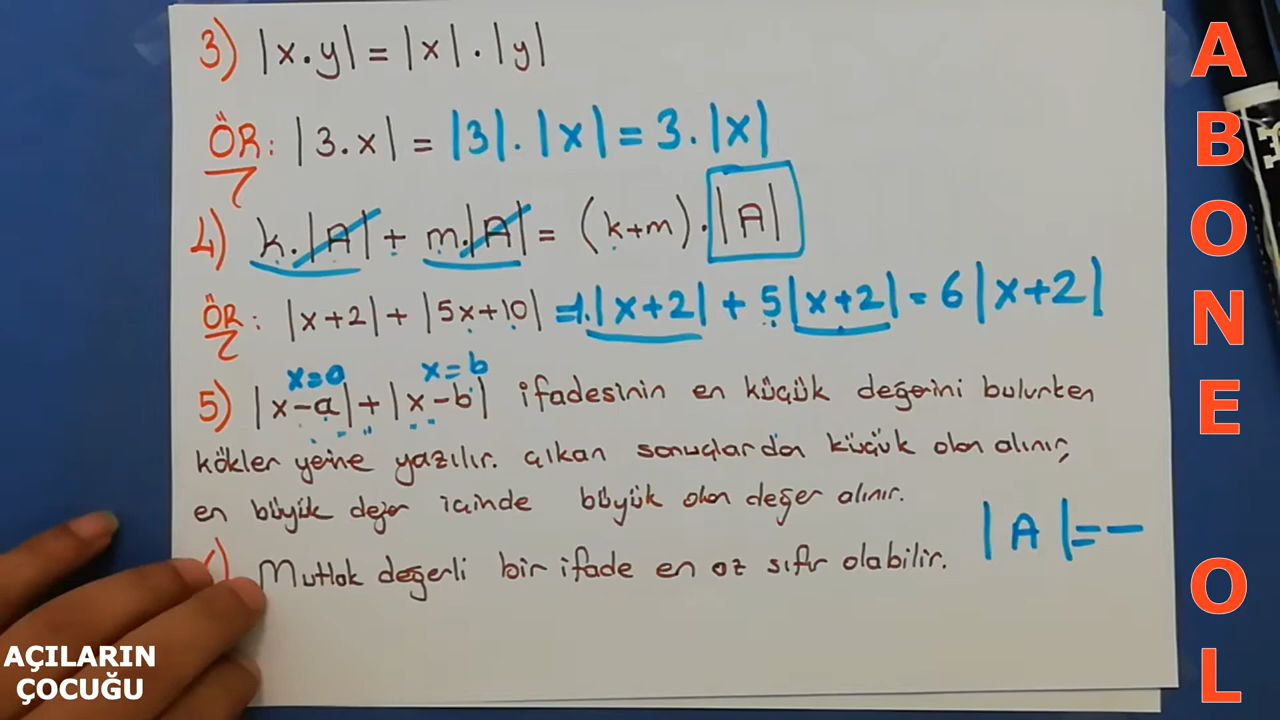 3) |x.y| = |x|.|y|
ÖR: |3.x| = |3|.|x| = 3.|x|
4) k.|A| + m.|A| = (k+m).|A|
ÖR: |x+2| + |5x+10| = 1.|x+2| + 5|x+2| = 6|x+2|
x=a x=b
5) |x-a| + |x-b| ifadesinin en küçük değerini bulurken
kökler yerine yazılır. çıkan sonuçlardan küçük olan alınır,
en büyük değer içinde büyük olan değer alınır.
Mutlak değerli bir ifade en az sıfır olabilir.
|A| = -
ABONE OL
AÇILARIN
ÇOCUĞU